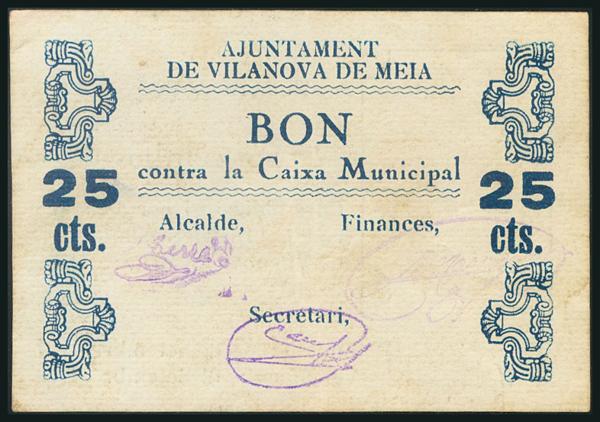 AJUNTAMENT
DE VILANOVA DE MEIA
BON
contra la Caixa Municipal
25 cts.
25 cts.
Alcalde, Finances,
Secretari,